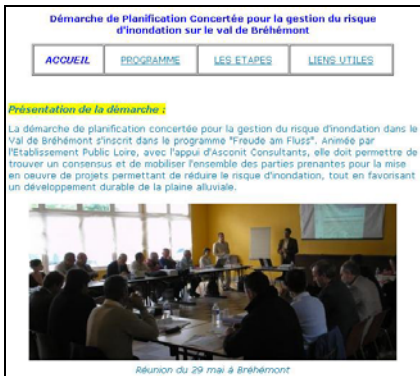 Démarche de Planification Concertée pour la gestion du risque
d'inondation sur le val de Bréhémont
ACCUEIL PROGRAMME LES ETAPES LIENS UTILES
Présentation de la démarche :
La démarche de planification concertée pour la gestion du risque d'inondation dans le
Val de Bréhémont s'inscrit dans le programme "Freude am Fluss". Animée par
l'Etablissement Public Loire, avec l'appui d'Asconit Consultants, elle doit permettre de
trouver un consensus et de mobiliser l'ensemble des parties prenantes pour la mise
en oeuvre de projets permettant de réduire le risque d'inondation, tout en favorisant
un développement durable de la plaine alluviale.
Réunion du 29 mai à Bréhémont